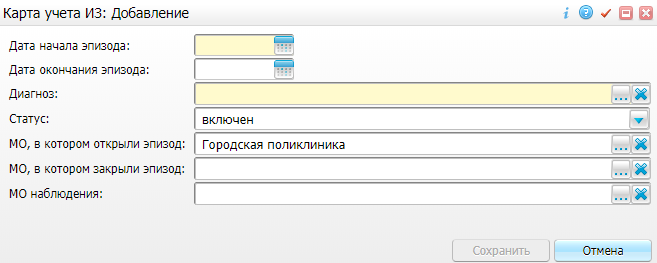 Карта учета ИЗ: Добавление
Дата начала эпизода:
Дата окончания эпизода:
Диагноз:
Статус: включен
МО, в котором открыли эпизод: Городская поликлиника
МО, в котором закрыли эпизод:
МО наблюдения:
Сохранить Отмена